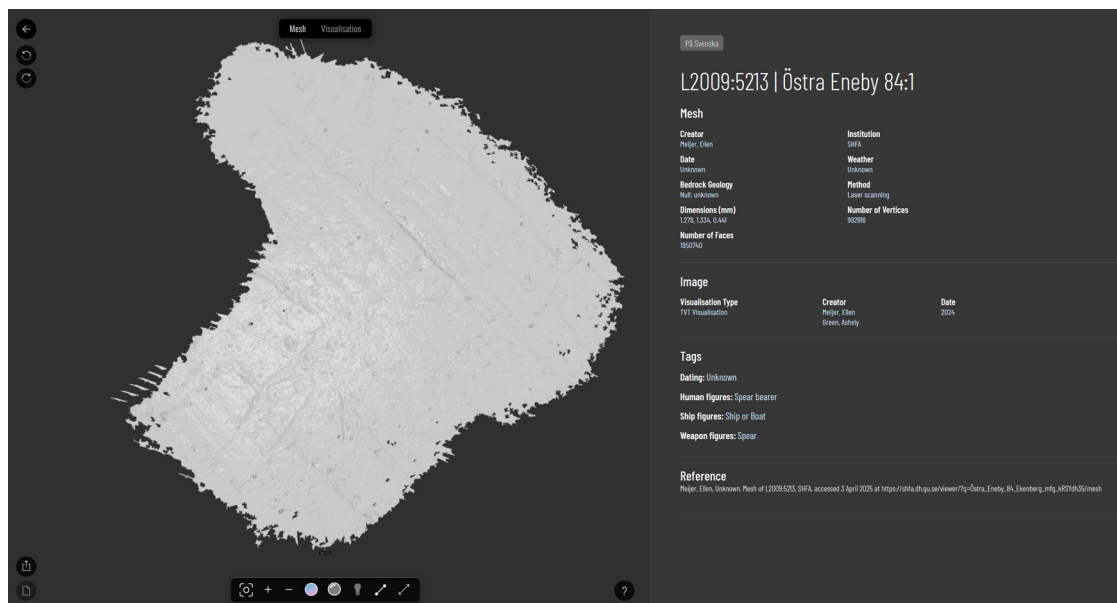 Mesh Visualisation
På Svenska
L2009:5213 | Östra Eneby 84:1
Mesh
Creator Institution
Meijer, Ellen SHFA
Date Weather
Unknown Unknown
Bedrock Geology Method
Null: unknown Laser scanning
Dimensions (mm) Number of Vertices
1.276, 1.334, 0.441 992916
Number of Faces
1950740
Image
Visualisation Type Creator Date
TVT Visualisation Meijer, Ellen 2024
Green, Ashely
Tags
Dating: Unknown
Human figures: Spear bearer
Ship figures: Ship or Boat
Weapon figures: Spear
Reference
Meijer, Ellen, Unknown. Mesh of L2009:5213, SHFA, accessed 3 April 2025 at https://shfa.dh.gu.se/viewer/?q=Östra_Eneby_84_Ekenberg_mfg_kRSYdh35/mesh
?